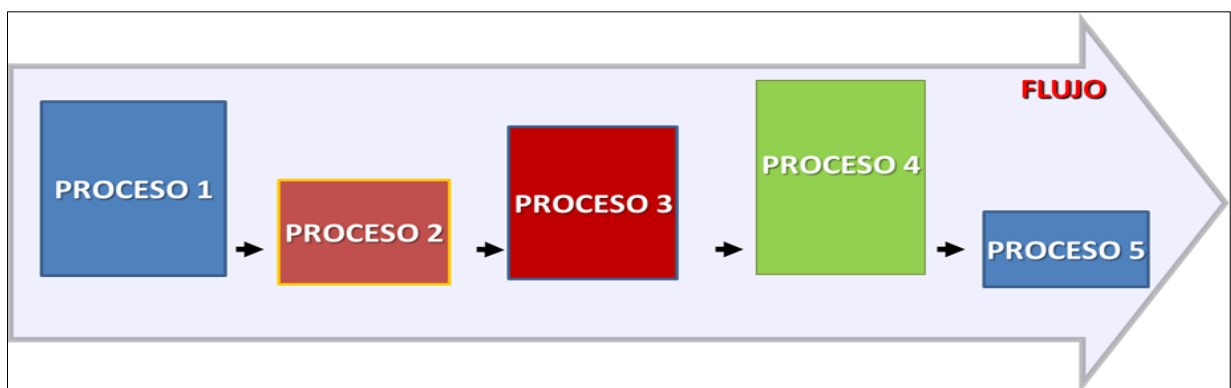 FLUJO
PROCESO 1
PROCESO 2
PROCESO 3
PROCESO 4
PROCESO 5